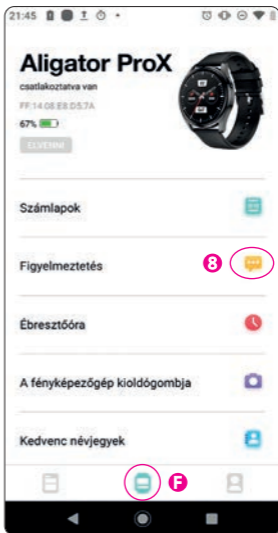 21:45
Aligator ProX
csatlakoztatva van
FF:14:08:E8:D5:7A
67%
ELVENNI
Számlapok
Figyelmeztetés
8
Ébresztőóra
A fényképezőgép kioldógombja
Kedvenc névjegyek
F